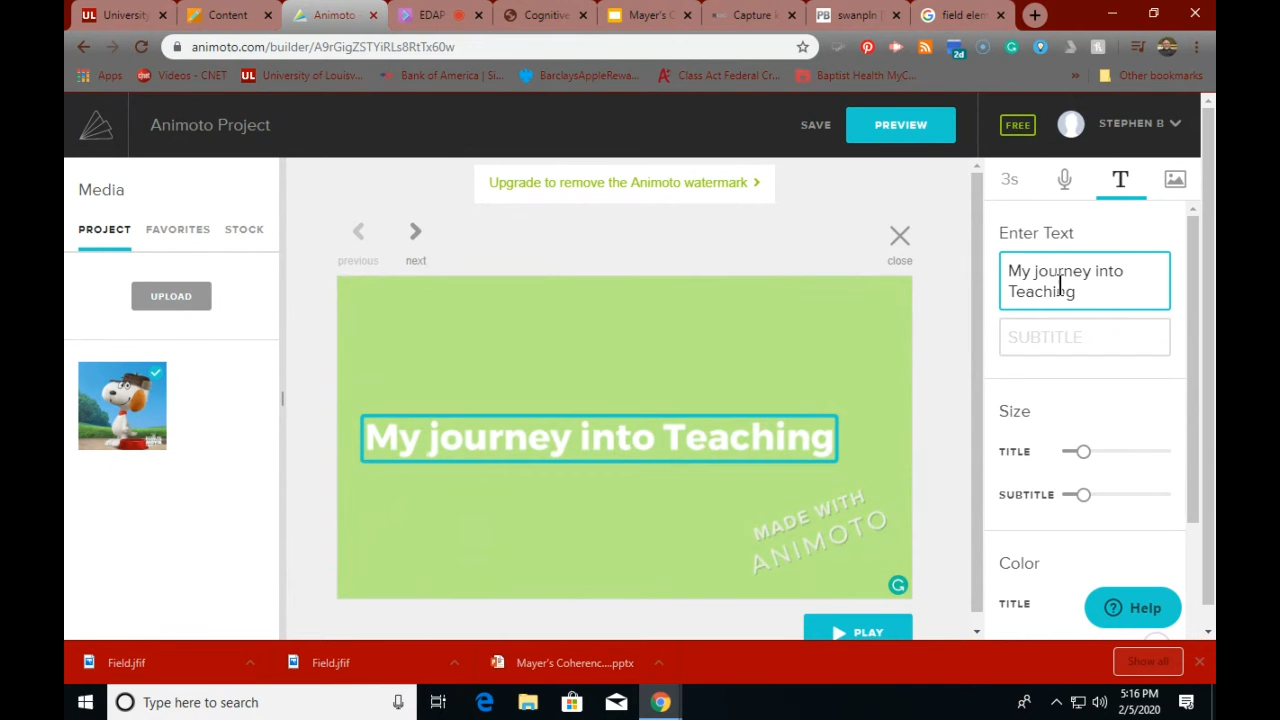 University
Content
Animoto
EDAP
Cognitive
Mayer's C
Capture
PB swanpln |
field elem
animoto.com/builder/A9rGigZSTYiRLs8RtTx60w
2d
Apps
Videos - CNET
University of Louisv...
Bank of America | Si...
BarclaysAppleRewa...
Class Act Federal Cr...
Baptist Health MyC...
»
Other bookmarks
Animoto Project
SAVE
PREVIEW
FREE
STEPHEN B
Media
PROJECT
FAVORITES
STOCK
UPLOAD
Upgrade to remove the Animoto watermark >
previous
next
close
My journey into Teaching
MADE WITH
ANIMOTO
PLAY
3s
T
Enter Text
My journey into
Teaching
SUBTITLE
Size
TITLE
SUBTITLE
Color
TITLE
Help
Field.jfif
Field.jfif
Mayer's Coherenc....pptx
Show all
Type here to search
5:16 PM
2/5/2020